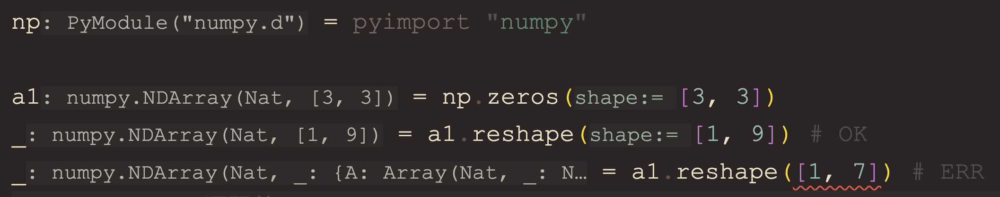 np: PyModule("numpy.d") = pyimport "numpy"
a1: numpy.NDArray(Nat, [3, 3]) = np.zeros(shape:= [3, 3])
_: numpy.NDArray(Nat, [1, 9]) = a1.reshape(shape:= [1, 9]) # OK
_: numpy.NDArray(Nat, _: {A: Array(Nat, _: N… = a1.reshape([1, 7]) # ERR